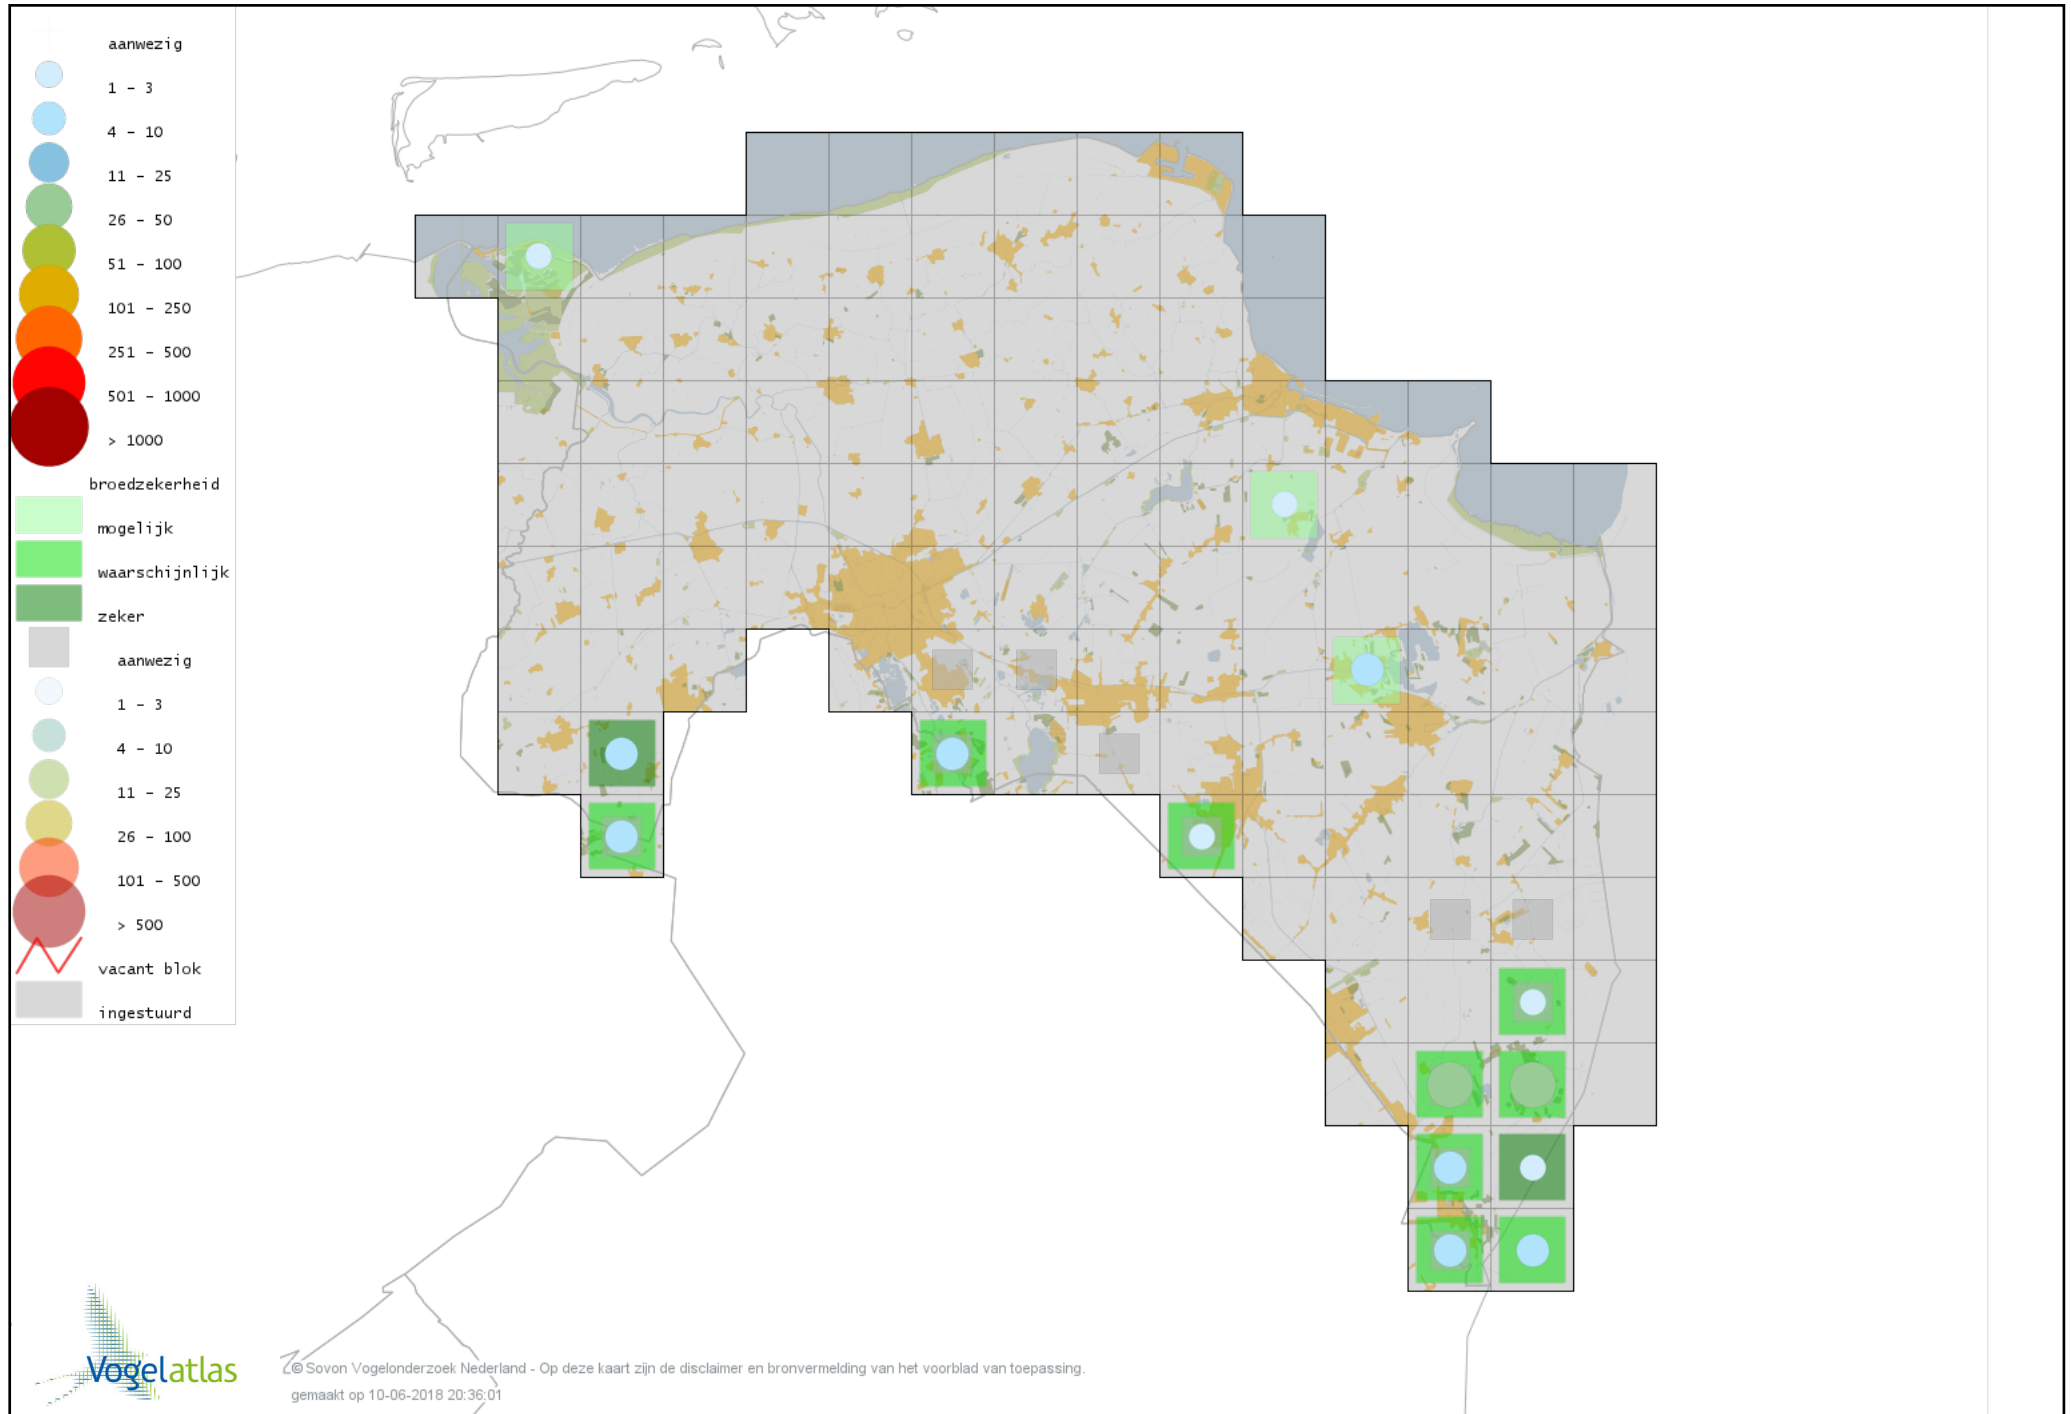 aanwezig
1 - 3
4 - 10
11 - 25
26 - 50
51 - 100
101 - 250
251 - 500
501 - 1000
> 1000
broedzekerheid
mogelijk
waarschijnlijk
zeker
aanwezig
1 - 3
4 - 10
11 - 25
26 - 100
101 - 500
> 500
vacant blok
ingestuurd
Vogelatlas
© Sovon Vogelonderzoek Nederland - Op deze kaart zijn de disclaimer en bronvermelding van het voorblad van toepassing.
gemaakt op 10-06-2018 20:36:01